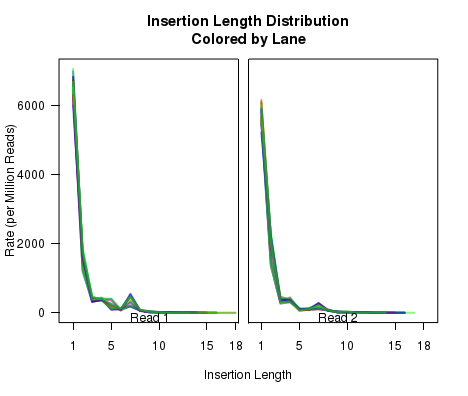 Insertion Length Distribution
Colored by Lane
Rate (per Million Reads)
6000
4000
2000
0
Read 1
Read 2
1 5 10 15 18 1 5 10 15 18
Insertion Length